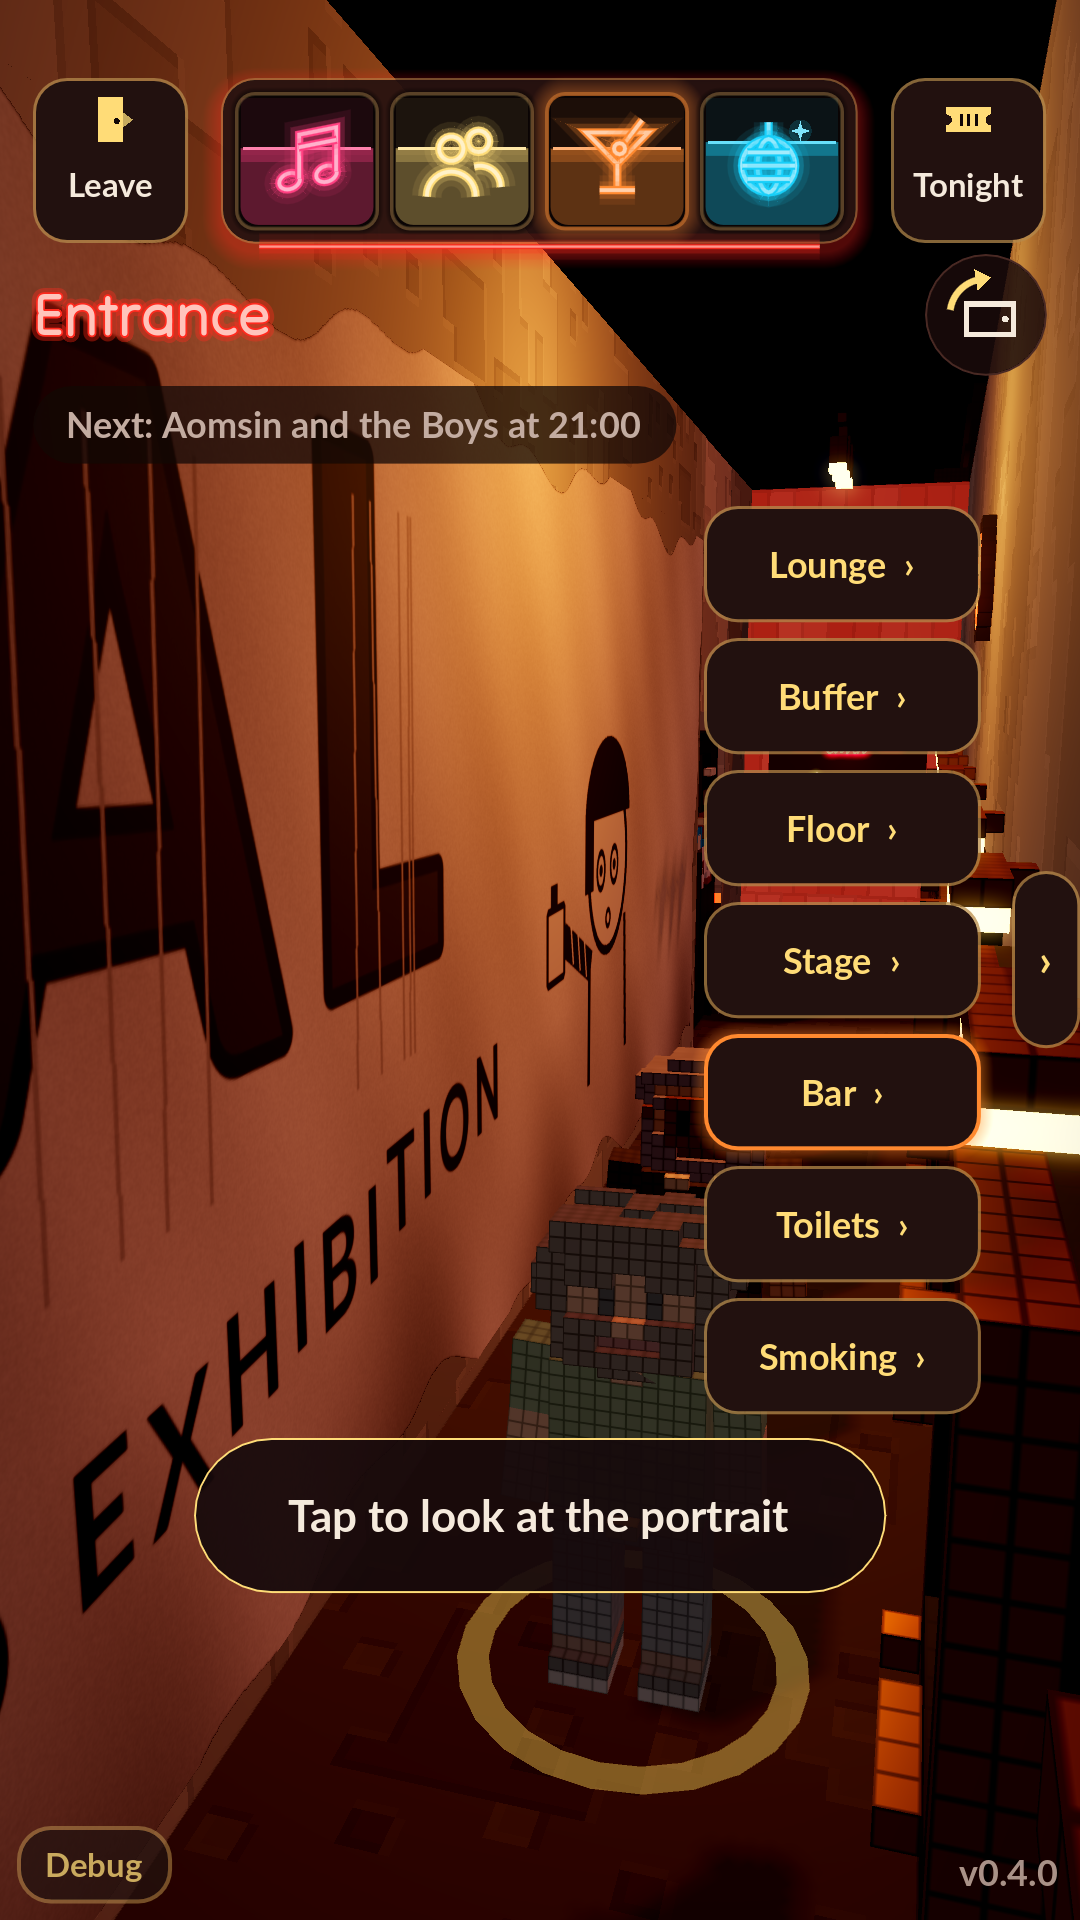 Leave
Tonight
Entrance
Next: Aomsin and the Boys at 21:00
Lounge ›
Buffer ›
Floor ›
Stage ›
›
Bar ›
Toilets ›
Smoking ›
AL
EXHIBITION
Tap to look at the portrait
Debug
v0.4.0